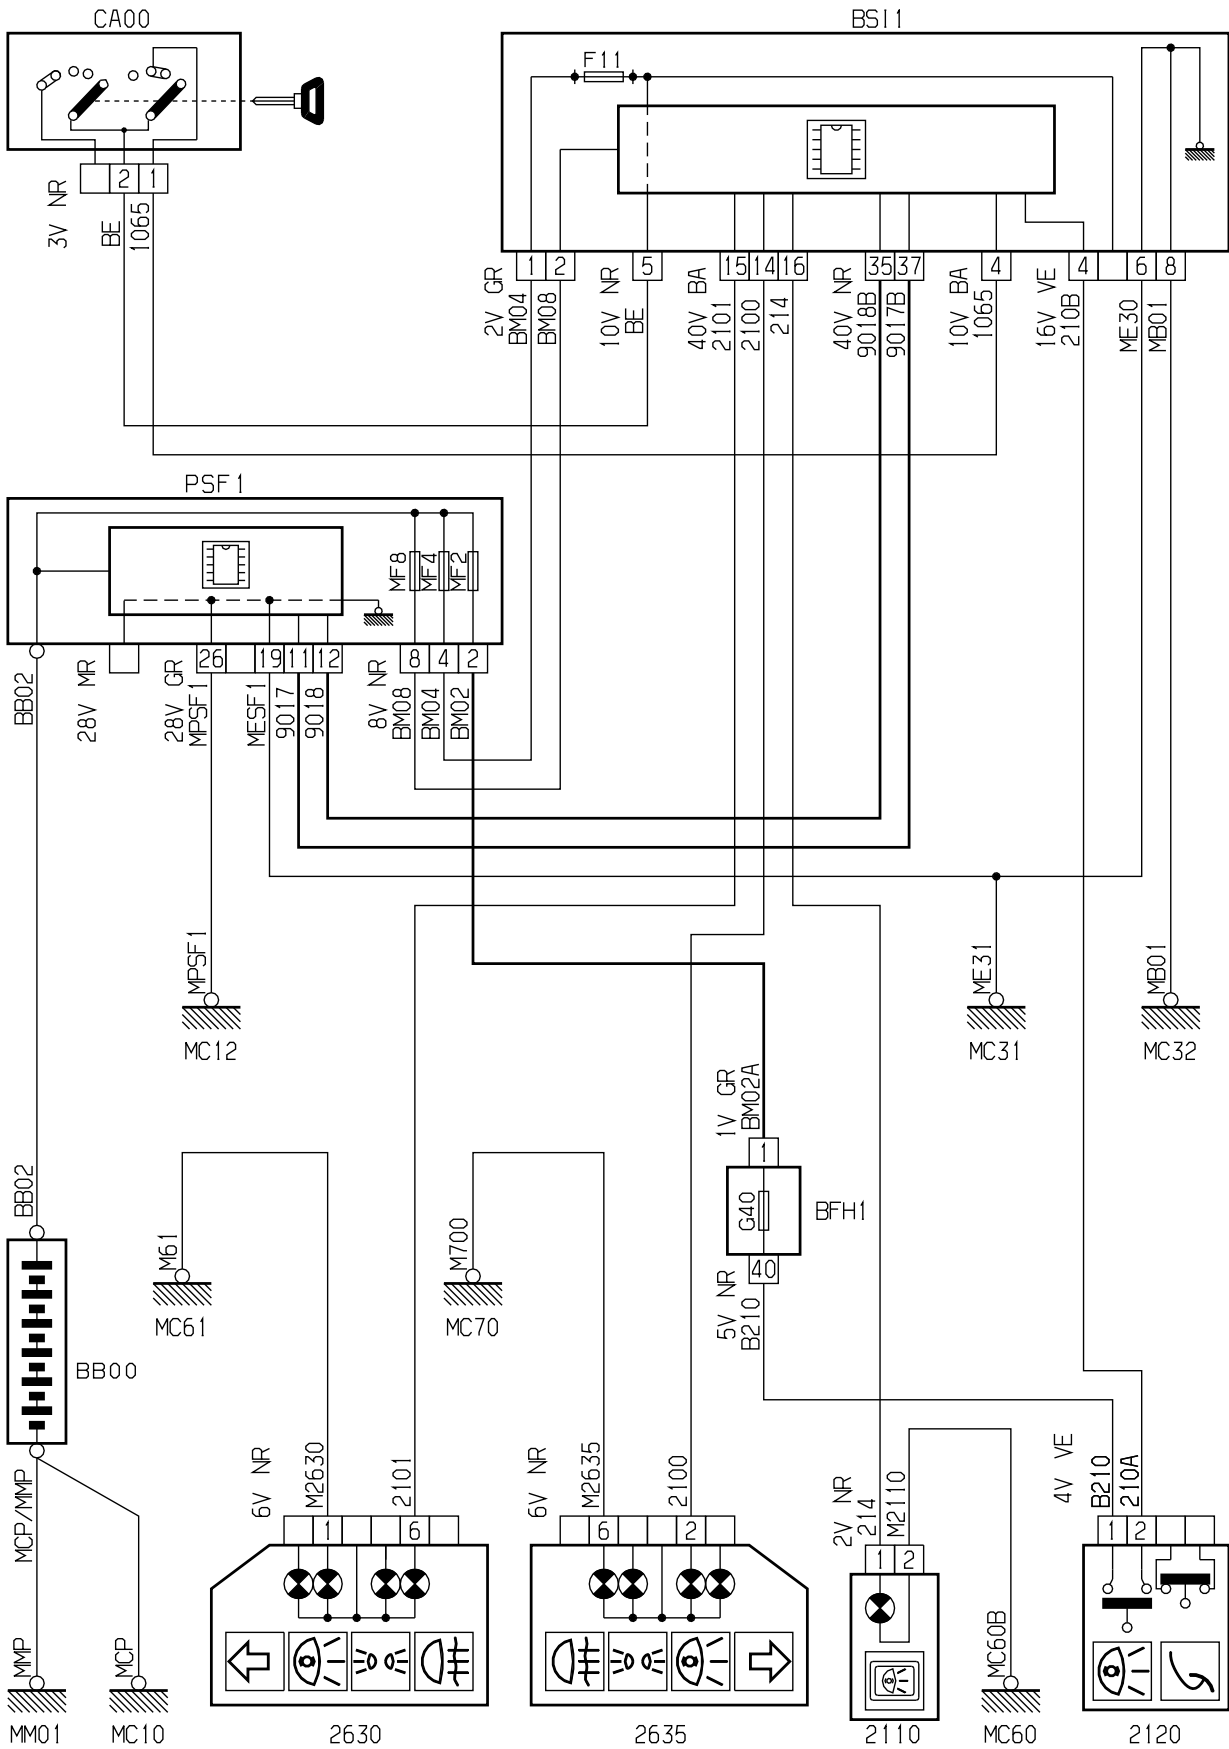 CA00
BSI1
F11
2
1
3V NR
BE
1065
1
2
5
15
14
16
35
37
4
4
6
8
2V GR
BM04
BM08
10V NR
BE
40V BA
2101
2100
214
40V NR
9018B
9017B
10V BA
1065
16V VE
210B
ME30
MB01
PSF1
MF8
MF4
MF2
26
19
11
12
8
4
2
BB02
28V MR
28V GR
MPSF1
MESF1
9017
9018
8V NR
BM08
BM04
BM02
MPSF1
ME31
MB01
MC12
MC31
MC32
1V GR
BM02A
1
BB02
M61
M700
G40
BFH1
40
MC61
MC70
5V NR
B210
BB00
MCP/MMP
6V NR
M2630
2101
6V NR
M2635
2100
2V NR
214
M2110
4V VE
B210
210A
1
6
6
2
1
2
1
2
MMP
MCP
MC60B
MM01
MC10
2630
2635
2110
MC60
2120